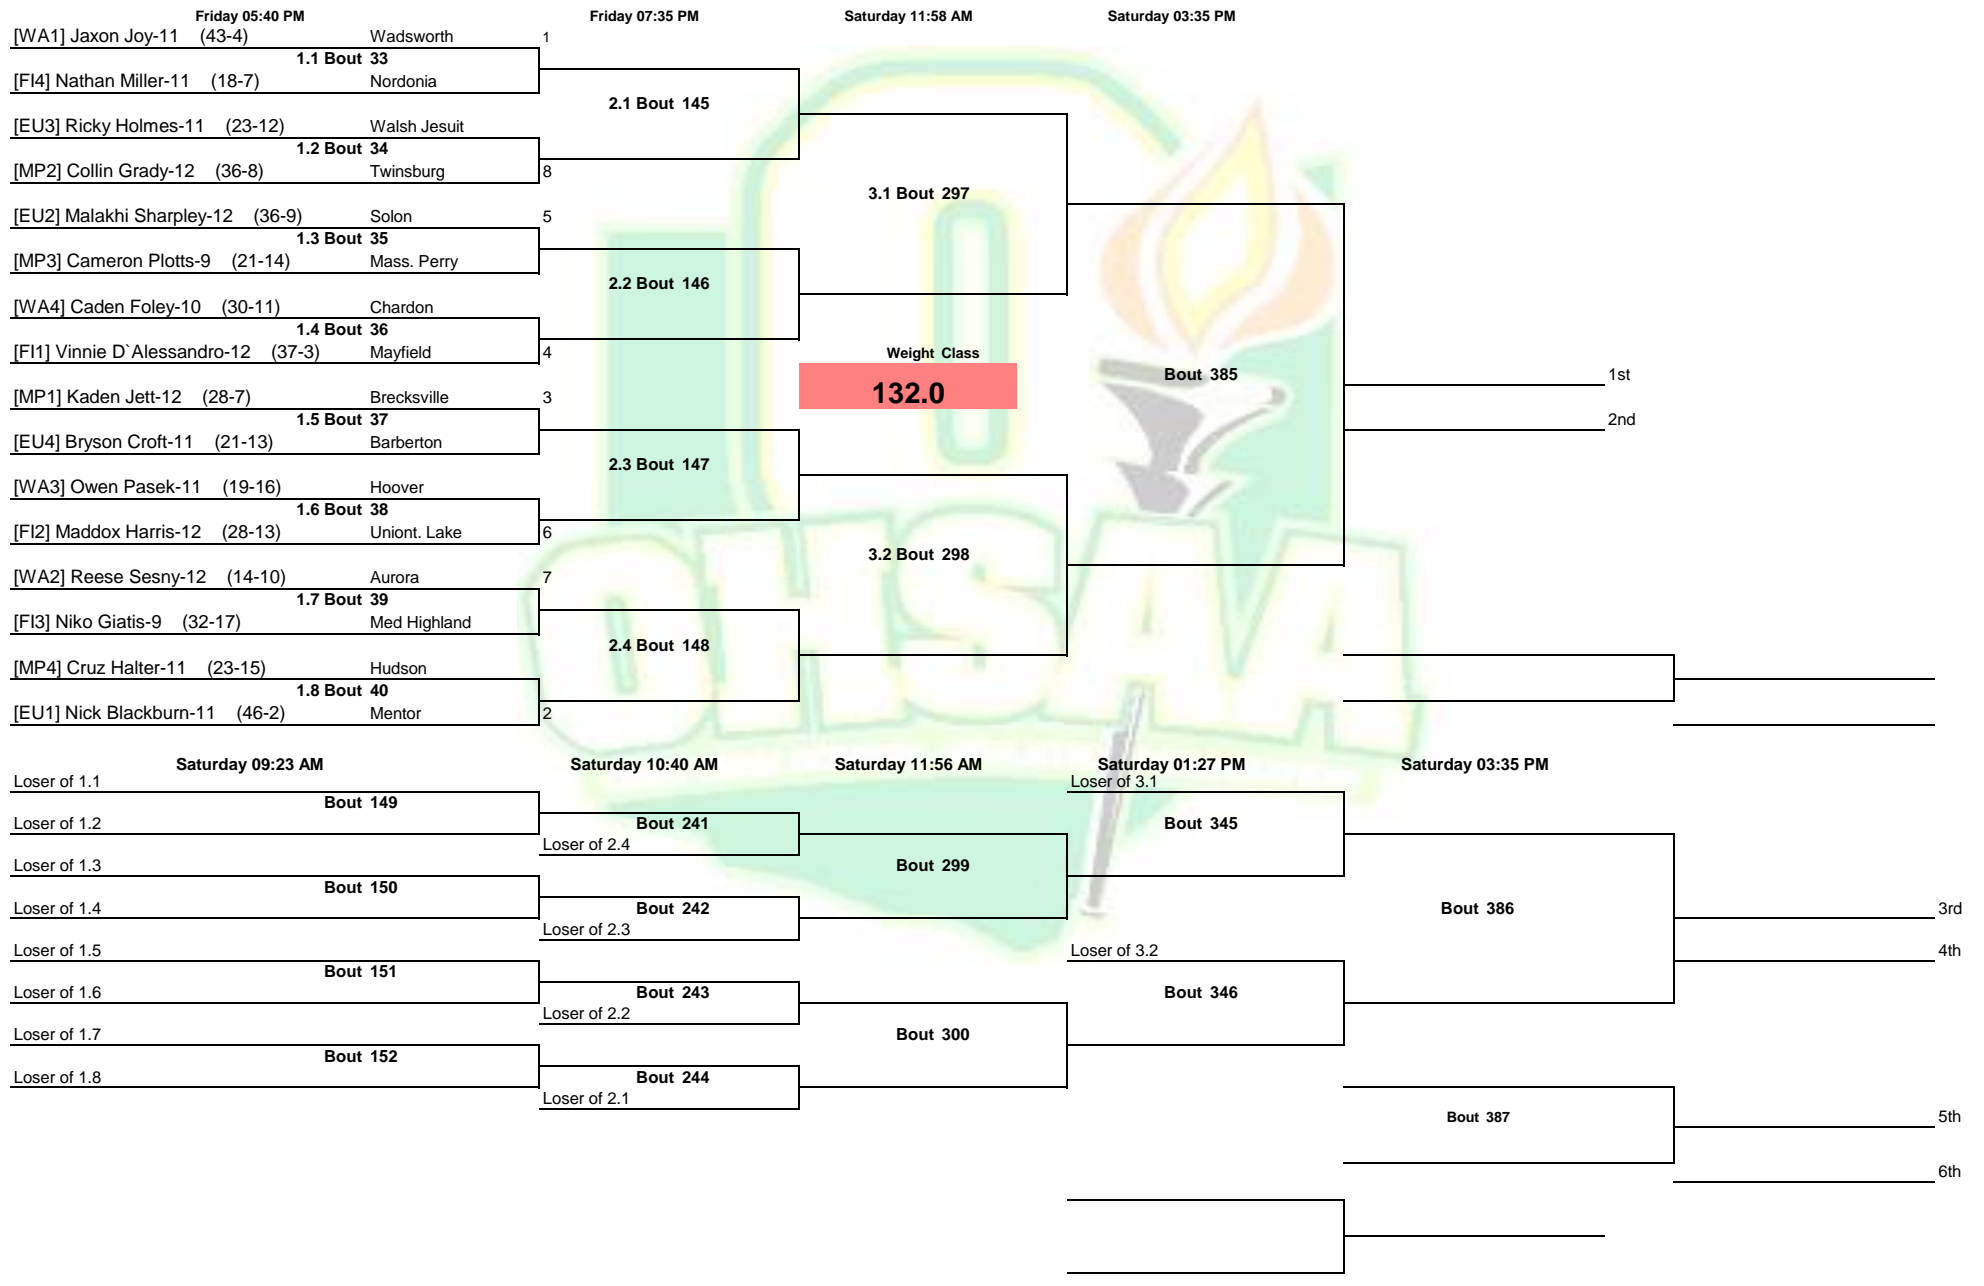 Friday 05:40 PM Friday 07:35 PM Saturday 11:58 AM Saturday 03:35 PM
[WA1] Jaxon Joy-11 (43-4) Wadsworth 1
1.1 Bout 33
[FI4] Nathan Miller-11 (18-7) Nordonia
2.1 Bout 145
[EU3] Ricky Holmes-11 (23-12) Walsh Jesuit
1.2 Bout 34
[MP2] Collin Grady-12 (36-8) Twinsburg 8
3.1 Bout 297
[EU2] Malakhi Sharpley-12 (36-9) Solon 5
1.3 Bout 35
[MP3] Cameron Plotts-9 (21-14) Mass. Perry
2.2 Bout 146
[WA4] Caden Foley-10 (30-11) Chardon
1.4 Bout 36
[FI1] Vinnie D`Alessandro-12 (37-3) Mayfield 4
Weight Class
132.0
Bout 385
1st
[MP1] Kaden Jett-12 (28-7) Brecksville 3
2nd
1.5 Bout 37
[EU4] Bryson Croft-11 (21-13) Barberton
2.3 Bout 147
[WA3] Owen Pasek-11 (19-16) Hoover
1.6 Bout 38
[FI2] Maddox Harris-12 (28-13) Uniont. Lake 6
3.2 Bout 298
[WA2] Reese Sesny-12 (14-10) Aurora 7
1.7 Bout 39
[FI3] Niko Giatis-9 (32-17) Med Highland
2.4 Bout 148
[MP4] Cruz Halter-11 (23-15) Hudson
1.8 Bout 40
[EU1] Nick Blackburn-11 (46-2) Mentor 2
OHSAA
Saturday 09:23 AM Saturday 10:40 AM Saturday 11:56 AM Saturday 01:27 PM Saturday 03:35 PM
Loser of 1.1 Loser of 3.1
Bout 149
Loser of 1.2 Bout 241 Bout 345
Loser of 2.4
Loser of 1.3 Bout 299
Bout 150
Loser of 1.4 Bout 242 Bout 386 3rd
Loser of 2.3
Loser of 1.5 Loser of 3.2 4th
Bout 151
Loser of 1.6 Bout 243 Bout 346
Loser of 2.2
Loser of 1.7 Bout 300
Bout 152
Loser of 1.8 Bout 244
Loser of 2.1
Bout 387 5th
6th